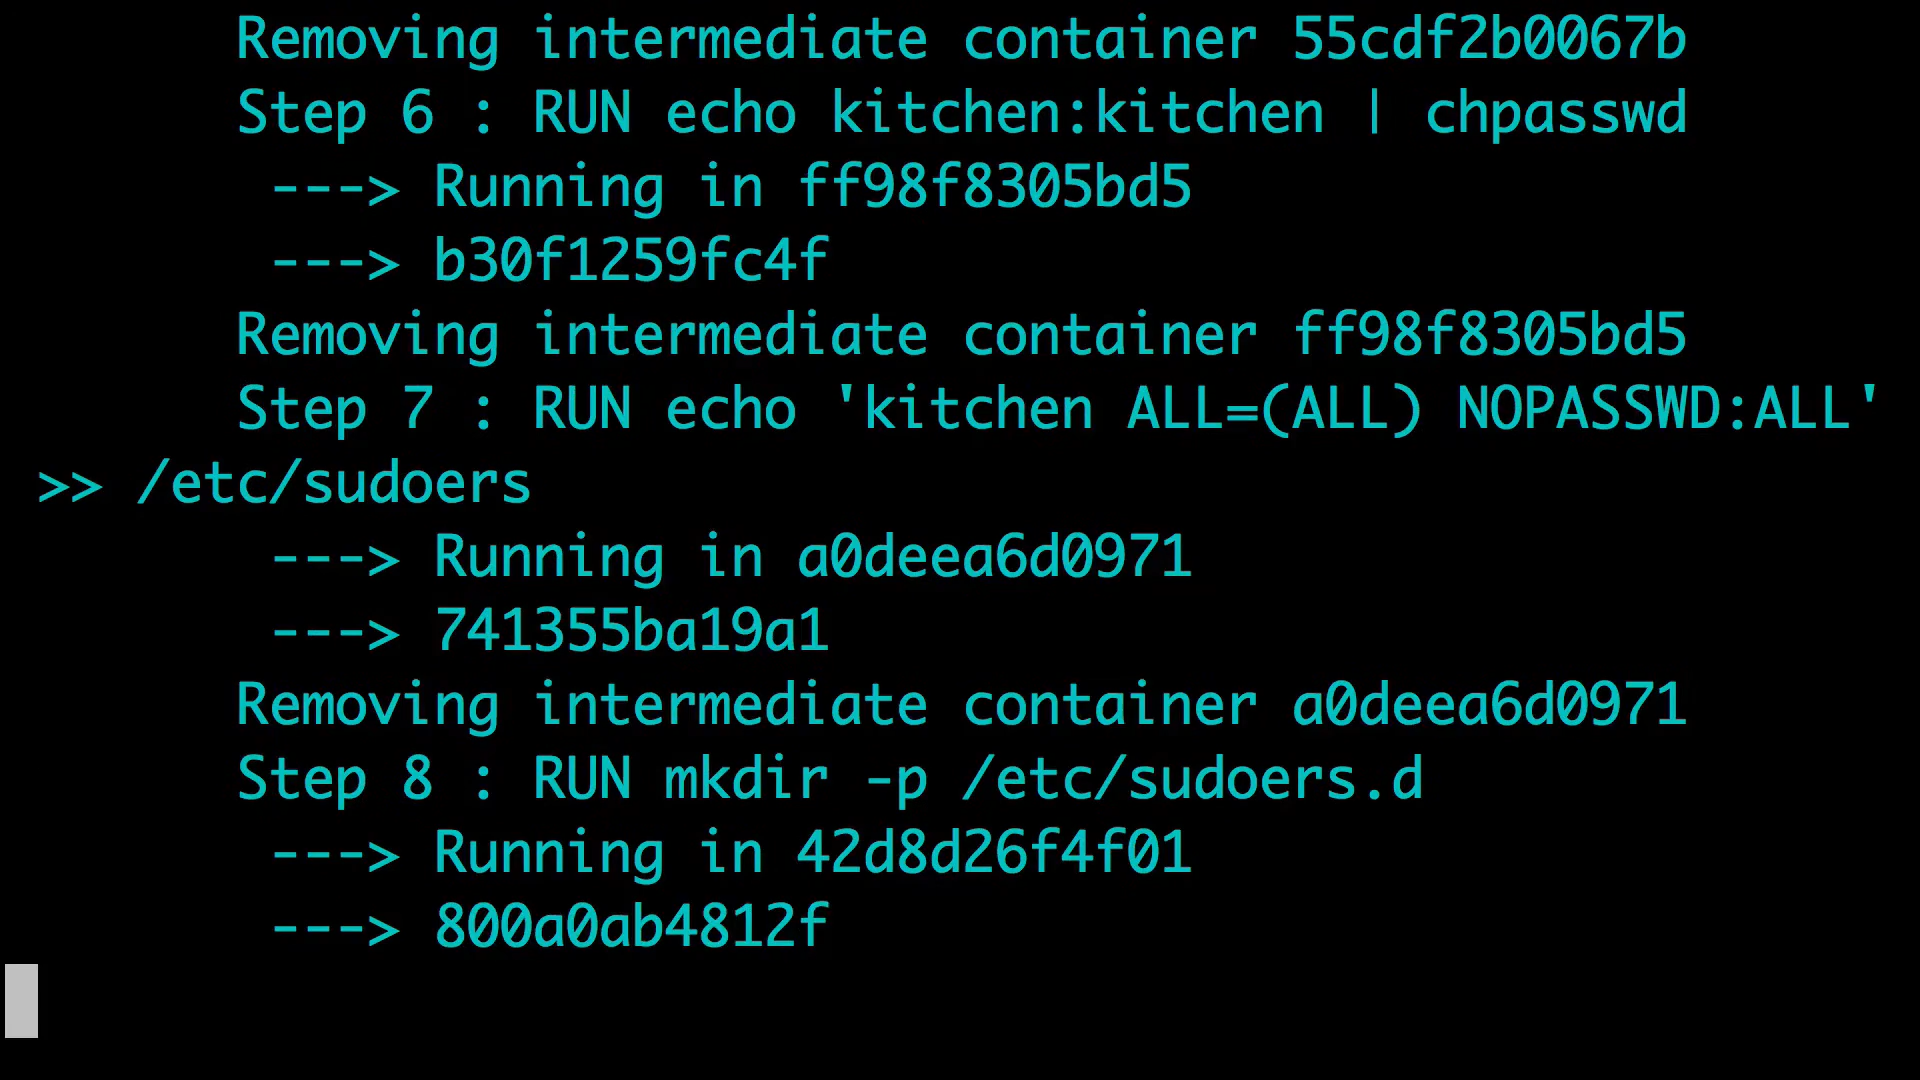 Removing intermediate container 55cdf2b0067b
Step 6 : RUN echo kitchen:kitchen | chpasswd
---> Running in ff98f8305bd5
---> b30f1259fc4f
Removing intermediate container ff98f8305bd5
Step 7 : RUN echo 'kitchen ALL=(ALL) NOPASSWD:ALL'
>> /etc/sudoers
---> Running in a0deea6d0971
---> 741355ba19a1
Removing intermediate container a0deea6d0971
Step 8 : RUN mkdir -p /etc/sudoers.d
---> Running in 42d8d26f4f01
---> 800a0ab4812f